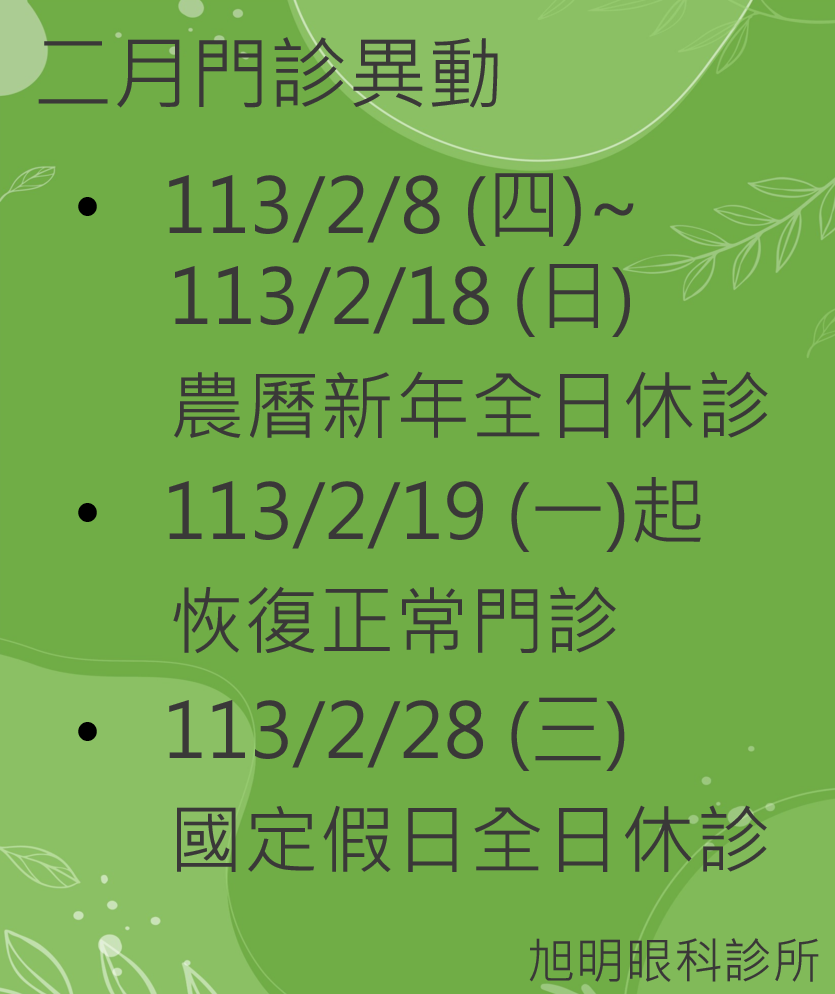 二月門診異動
• 113/2/8 (四)~
113/2/18 (日)
農曆新年全日休診
• 113/2/19 (一)起
恢復正常門診
• 113/2/28 (三)
國定假日全日休診
旭明眼科診所